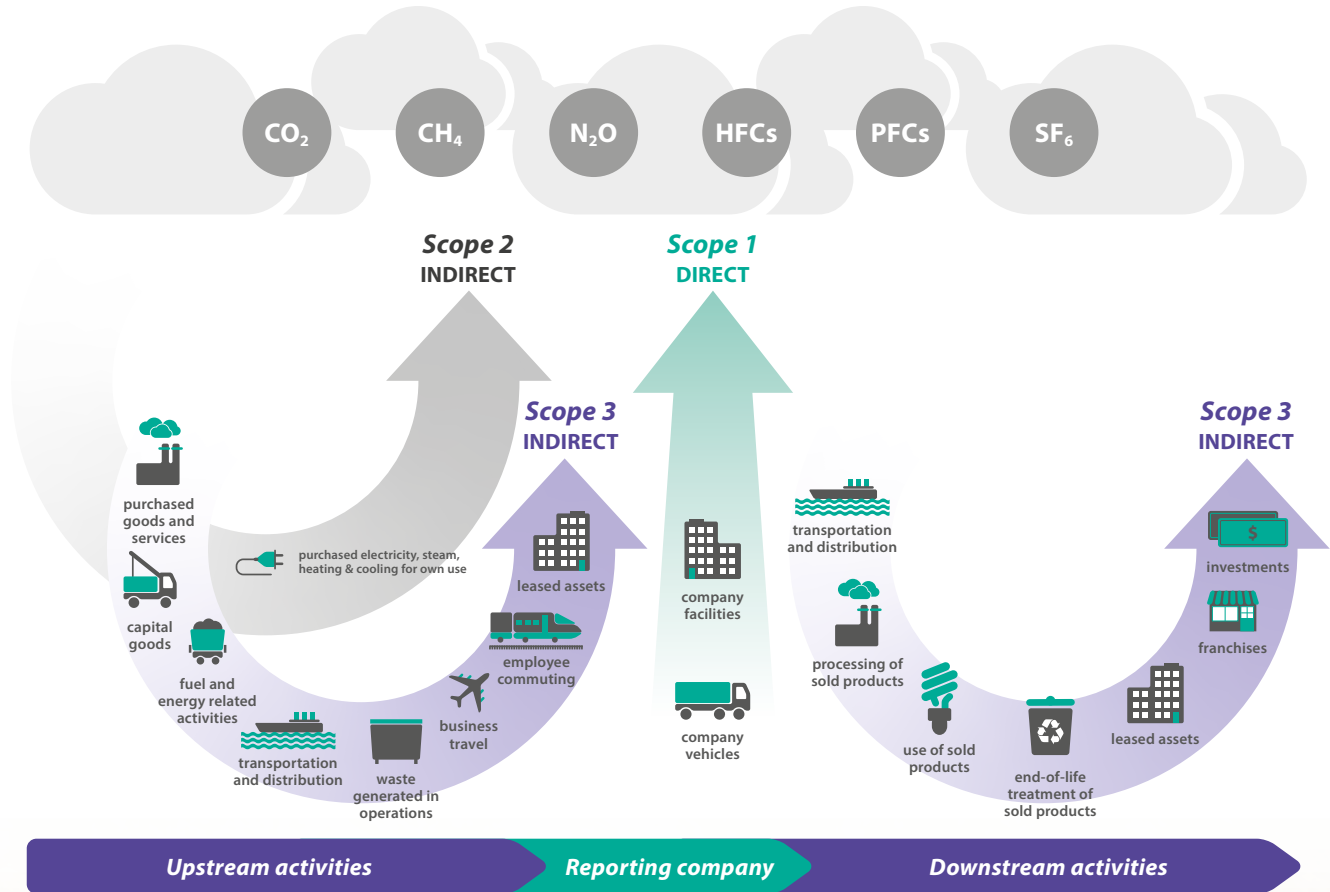 CO₂
CH₄
N₂O
HFCs
PFCs
SF₆
Scope 2
INDIRECT
Scope 1
DIRECT
Scope 3
INDIRECT
Scope 3
INDIRECT
purchased
goods and
services
capital
goods
fuel and
energy related
activities
transportation
and distribution
waste
generated in
operations
business
travel
employee
commuting
leased assets
purchased electricity, steam,
heating & cooling for own use
company
facilities
company
vehicles
transportation
and distribution
processing of
sold products
use of sold
products
end-of-life
treatment of
sold products
leased assets
franchises
investments
$
Upstream activities
Reporting company
Downstream activities